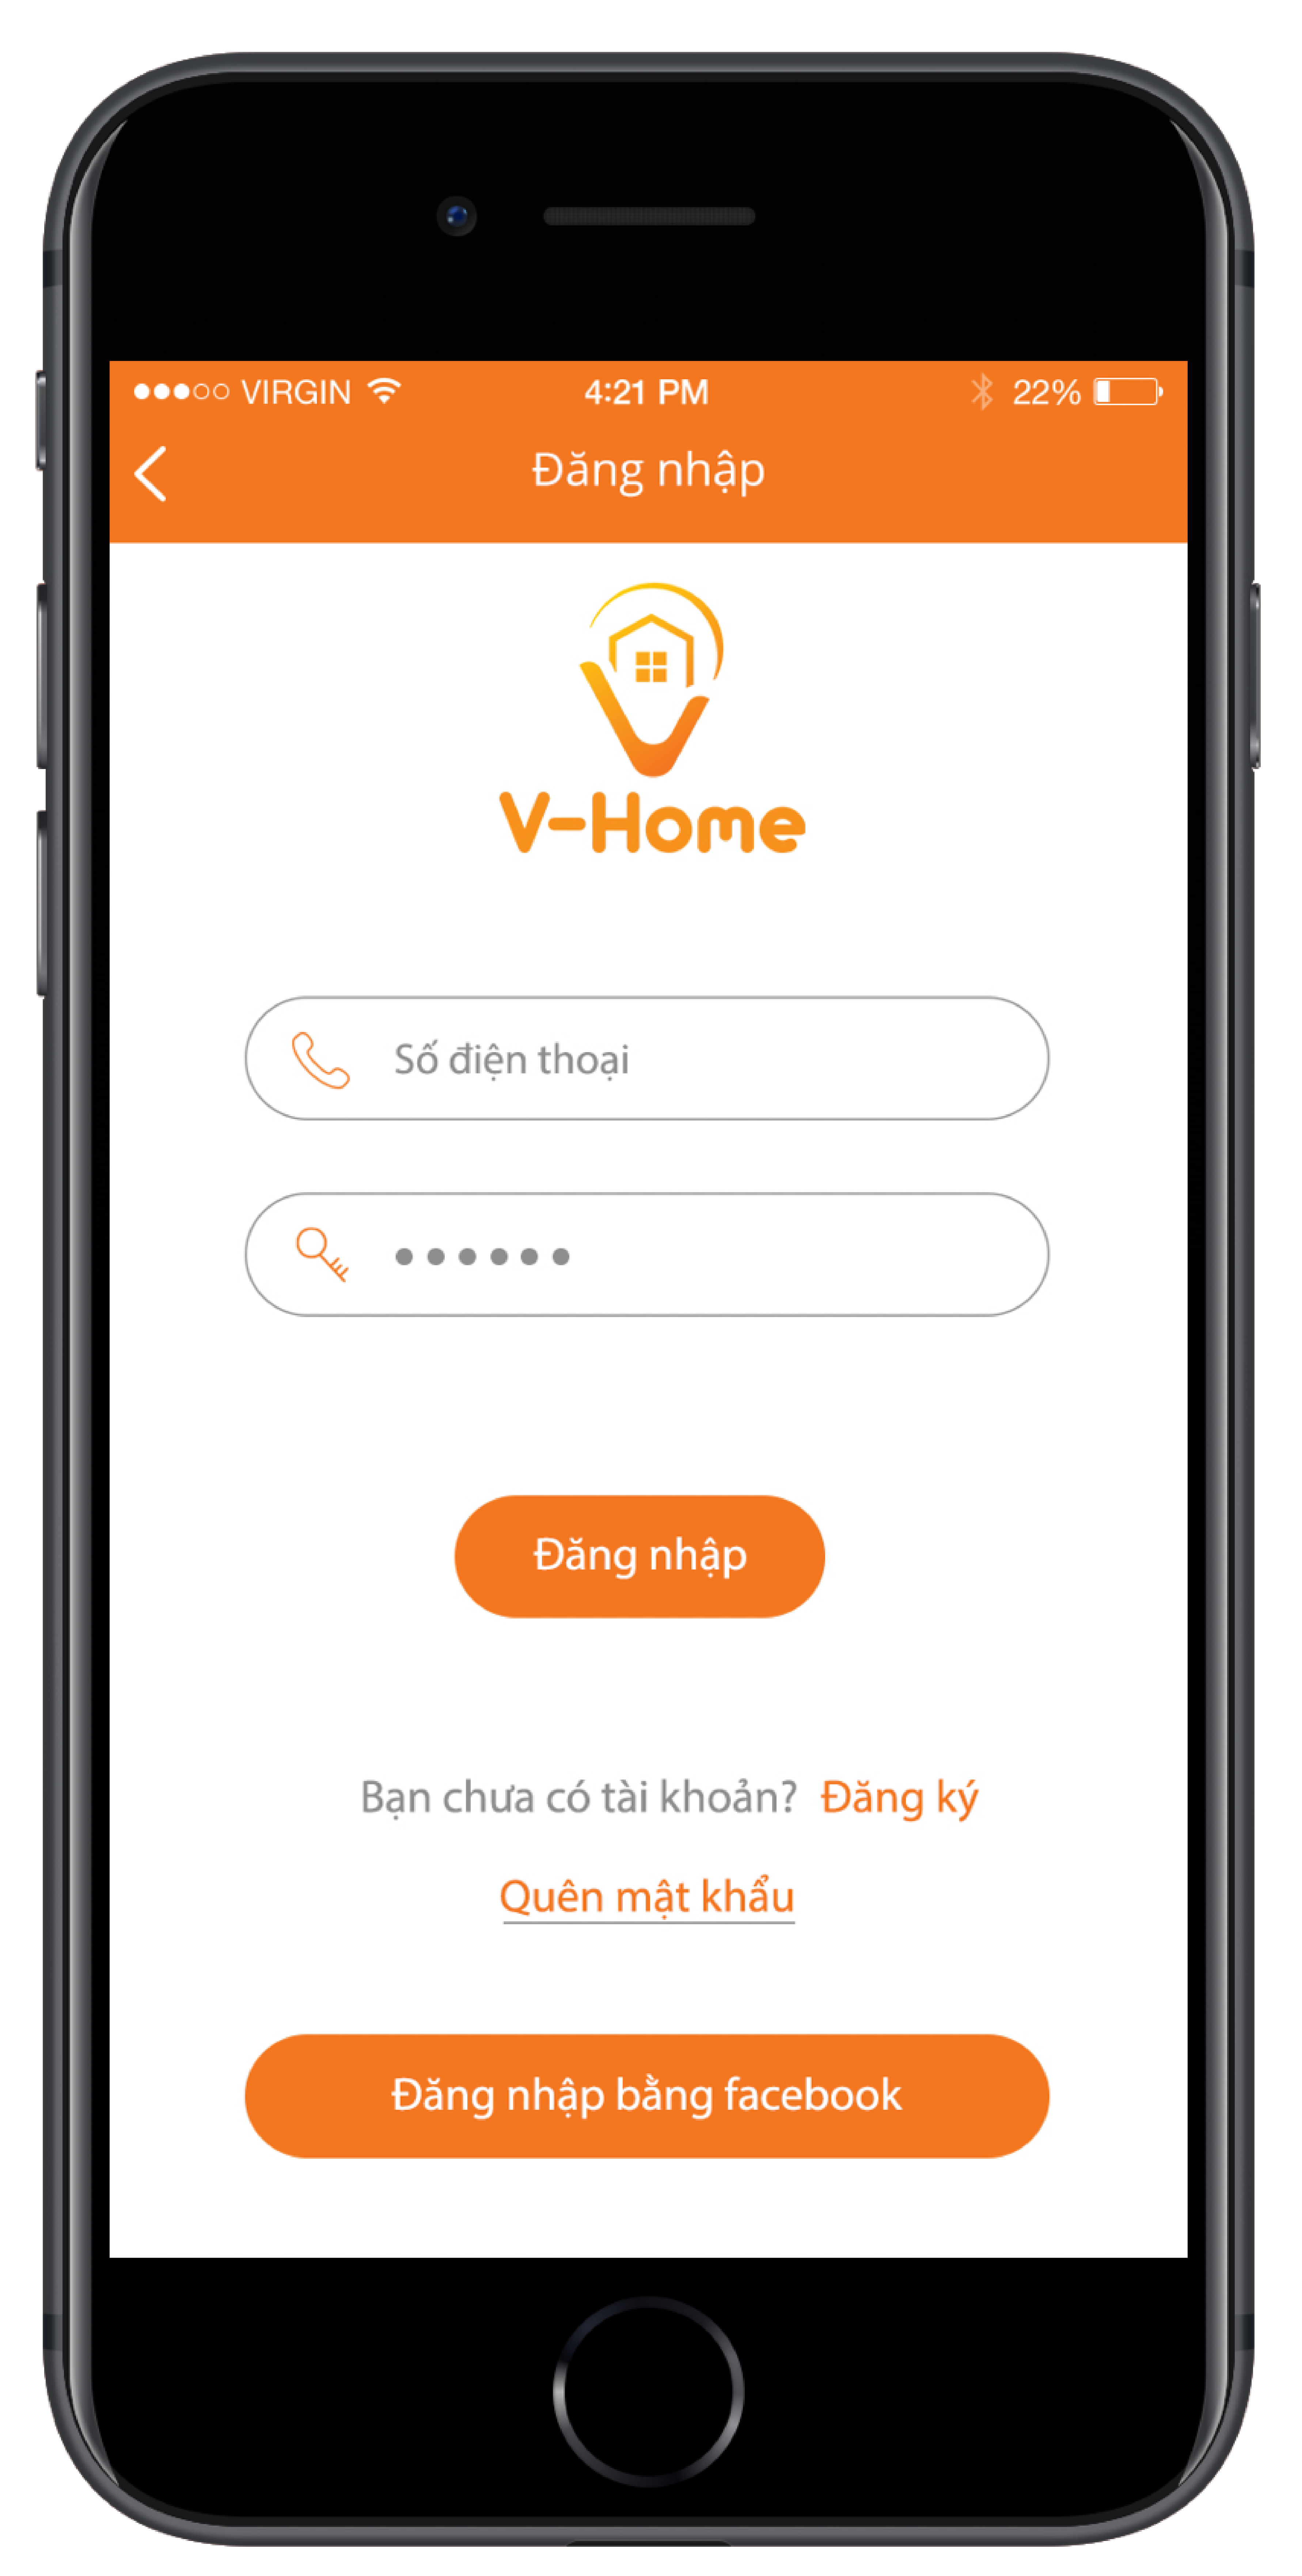 VIRGIN 4:21 PM 22%
Đăng nhập
V-Home
Số điện thoại
Đăng nhập
Bạn chưa có tài khoản? Đăng ký
Quên mật khẩu
Đăng nhập bằng facebook